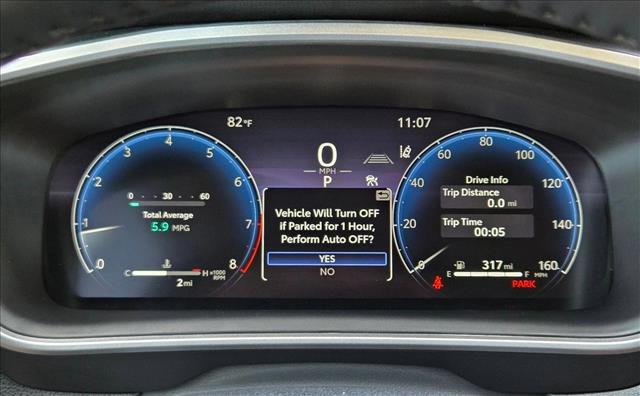 82°F
11:07
3 4 5
2 6
1 7
0 8
0 - - 30 - - 60
Total Average
5.9 MPG
C H x1000 RPM
2 mi
0
MPH
P
Vehicle Will Turn OFF
if Parked for 1 Hour,
Perform Auto OFF?
YES
NO
60 80 100
40 120
20 140
0 160
MPH
Drive Info
Trip Distance
0.0 mi
Trip Time
00:05
317 mi
E F
PARK